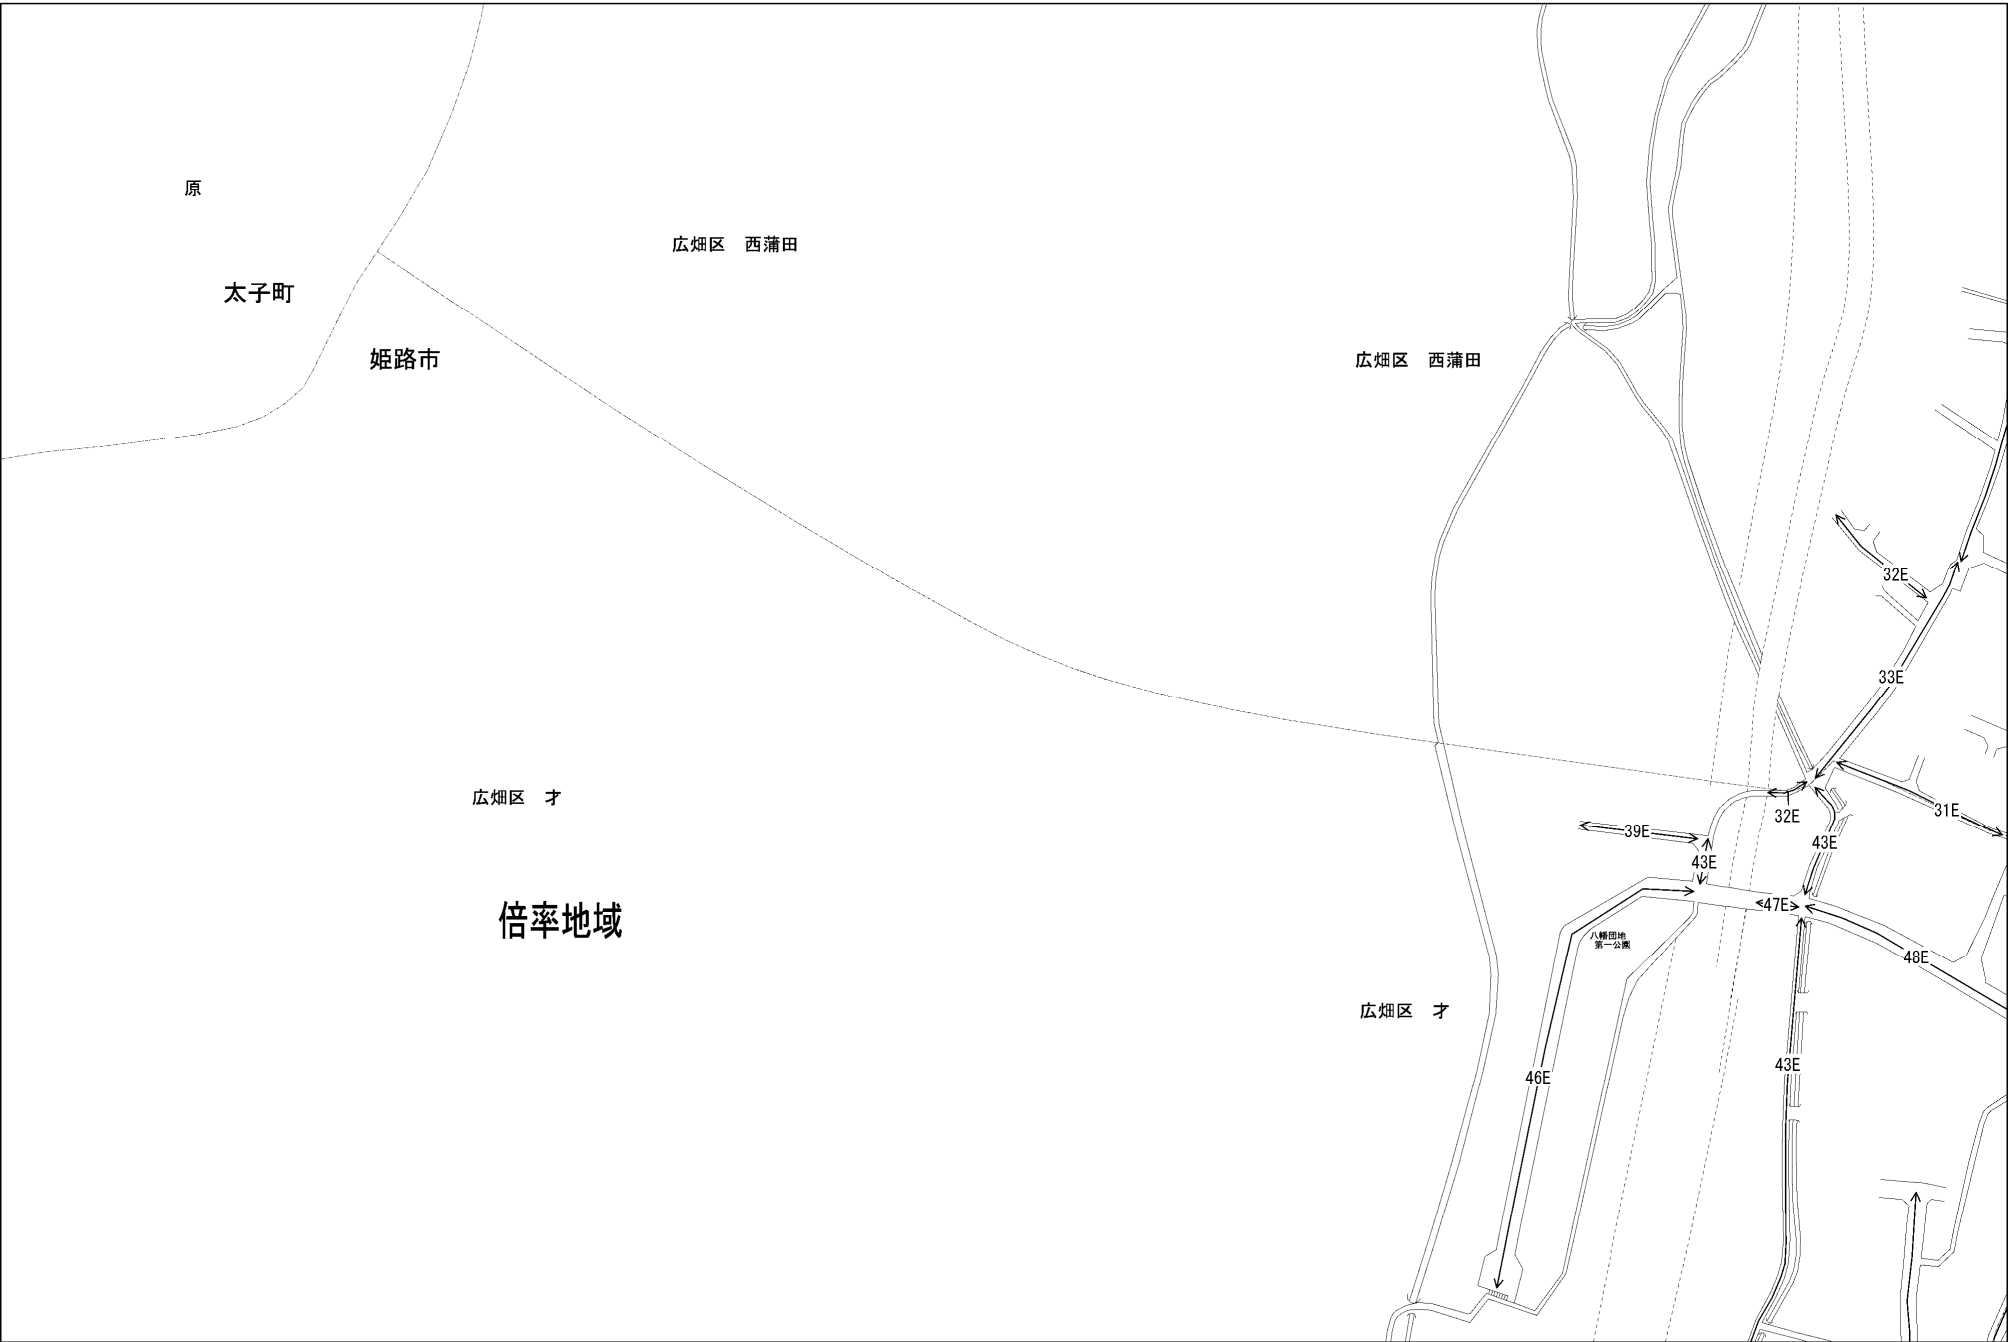 原
広畑区　西蒲田
太子町
姫路市
広畑区　西蒲田
32E
33E
広畑区　才
31E
32E
39E
43E
43E
倍率地域
47E
八幡団地
第一公園
48E
広畑区　才
43E
46E